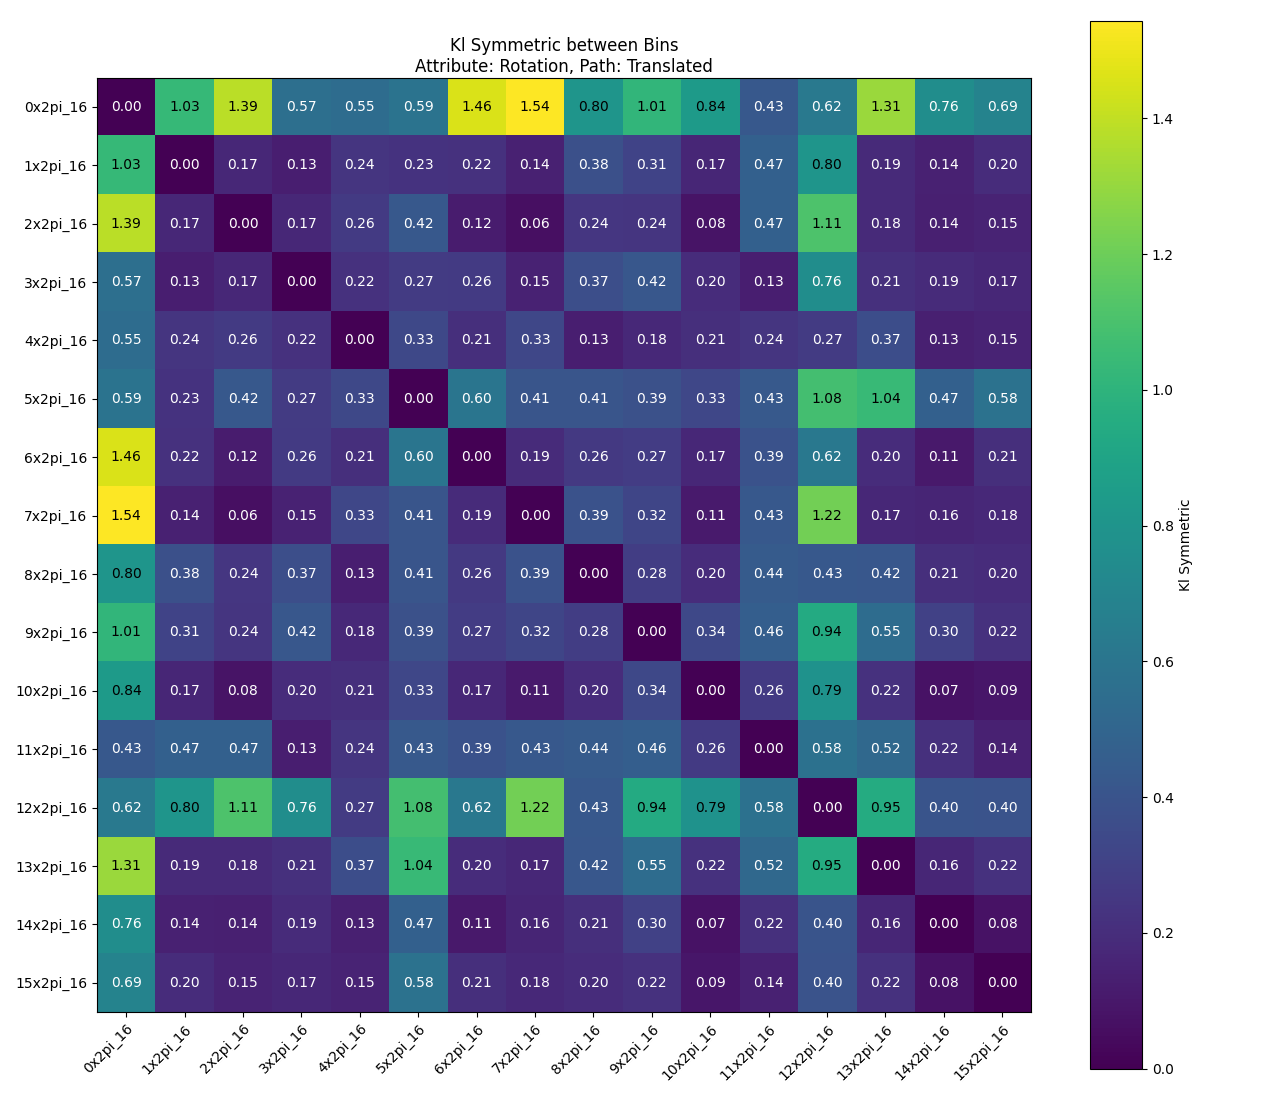 Kl Symmetric between Bins
Attribute: Rotation, Path: Translated
0x2pi_16 0.00 1.03 1.39 0.57 0.55 0.59 1.46 1.54 0.80 1.01 0.84 0.43 0.62 1.31 0.76 0.69
1x2pi_16 1.03 0.00 0.17 0.13 0.24 0.23 0.22 0.14 0.38 0.31 0.17 0.47 0.80 0.19 0.14 0.20
2x2pi_16 1.39 0.17 0.00 0.17 0.26 0.42 0.12 0.06 0.24 0.24 0.08 0.47 1.11 0.18 0.14 0.15
3x2pi_16 0.57 0.13 0.17 0.00 0.22 0.27 0.26 0.15 0.37 0.42 0.20 0.13 0.76 0.21 0.19 0.17
4x2pi_16 0.55 0.24 0.26 0.22 0.00 0.33 0.21 0.33 0.13 0.18 0.21 0.24 0.27 0.37 0.13 0.15
5x2pi_16 0.59 0.23 0.42 0.27 0.33 0.00 0.60 0.41 0.41 0.39 0.33 0.43 1.08 1.04 0.47 0.58
6x2pi_16 1.46 0.22 0.12 0.26 0.21 0.60 0.00 0.19 0.26 0.27 0.17 0.39 0.62 0.20 0.11 0.21
7x2pi_16 1.54 0.14 0.06 0.15 0.33 0.41 0.19 0.00 0.39 0.32 0.11 0.43 1.22 0.17 0.16 0.18
8x2pi_16 0.80 0.38 0.24 0.37 0.13 0.41 0.26 0.39 0.00 0.28 0.20 0.44 0.43 0.42 0.21 0.20
9x2pi_16 1.01 0.31 0.24 0.42 0.18 0.39 0.27 0.32 0.28 0.00 0.34 0.46 0.94 0.55 0.30 0.22
10x2pi_16 0.84 0.17 0.08 0.20 0.21 0.33 0.17 0.11 0.20 0.34 0.00 0.26 0.79 0.22 0.07 0.09
11x2pi_16 0.43 0.47 0.47 0.13 0.24 0.43 0.39 0.43 0.44 0.46 0.26 0.00 0.58 0.52 0.22 0.14
12x2pi_16 0.62 0.80 1.11 0.76 0.27 1.08 0.62 1.22 0.43 0.94 0.79 0.58 0.00 0.95 0.40 0.40
13x2pi_16 1.31 0.19 0.18 0.21 0.37 1.04 0.20 0.17 0.42 0.55 0.22 0.52 0.95 0.00 0.16 0.22
14x2pi_16 0.76 0.14 0.14 0.19 0.13 0.47 0.11 0.16 0.21 0.30 0.07 0.22 0.40 0.16 0.00 0.08
15x2pi_16 0.69 0.20 0.15 0.17 0.15 0.58 0.21 0.18 0.20 0.22 0.09 0.14 0.40 0.22 0.08 0.00
0x2pi_16 1x2pi_16 2x2pi_16 3x2pi_16 4x2pi_16 5x2pi_16 6x2pi_16 7x2pi_16 8x2pi_16 9x2pi_16 10x2pi_16 11x2pi_16 12x2pi_16 13x2pi_16 14x2pi_16 15x2pi_16
1.4
1.2
1.0
0.8
0.6
0.4
0.2
0.0
Kl Symmetric